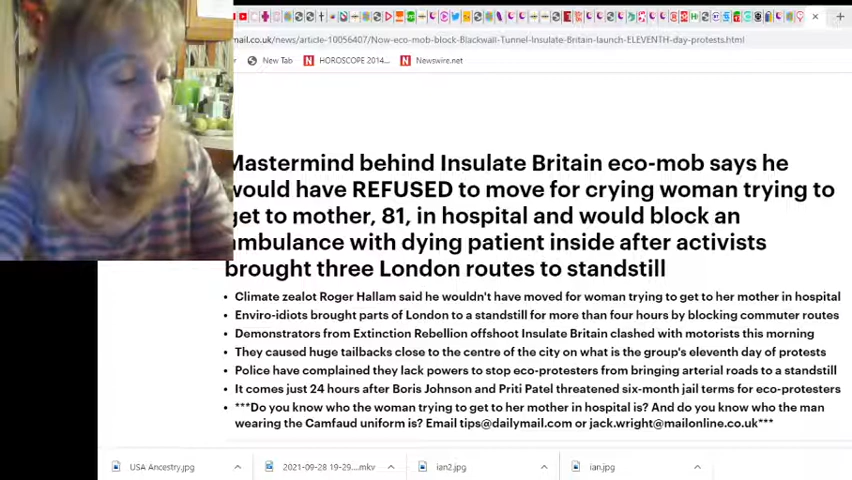 mail.co.uk/news/article-10056407/Now-eco-mob-block-Blackwall-Tunnel-Insulate-Britain-launch-ELEVENTH-day-protests.html
New Tab HOROSCOPE 2014... Newswire.net
Mastermind behind Insulate Britain eco-mob says he
would have REFUSED to move for crying woman trying to
get to mother, 81, in hospital and would block an
ambulance with dying patient inside after activists
brought three London routes to standstill
• Climate zealot Roger Hallam said he wouldn't have moved for woman trying to get to her mother in hospital
• Enviro-idiots brought parts of London to a standstill for more than four hours by blocking commuter routes
• Demonstrators from Extinction Rebellion offshoot Insulate Britain clashed with motorists this morning
• They caused huge tailbacks close to the centre of the city on what is the group's eleventh day of protests
• Police have complained they lack powers to stop eco-protesters from bringing arterial roads to a standstill
• It comes just 24 hours after Boris Johnson and Priti Patel threatened six-month jail terms for eco-protesters
• ***Do you know who the woman trying to get to her mother in hospital is? And do you know who the man
wearing the Camfaud uniform is? Email tips@dailymail.com or jack.wright@mailonline.co.uk***
USA Ancestry.jpg 2021-09-28 19-29....mkv ian2.jpg ian.jpg